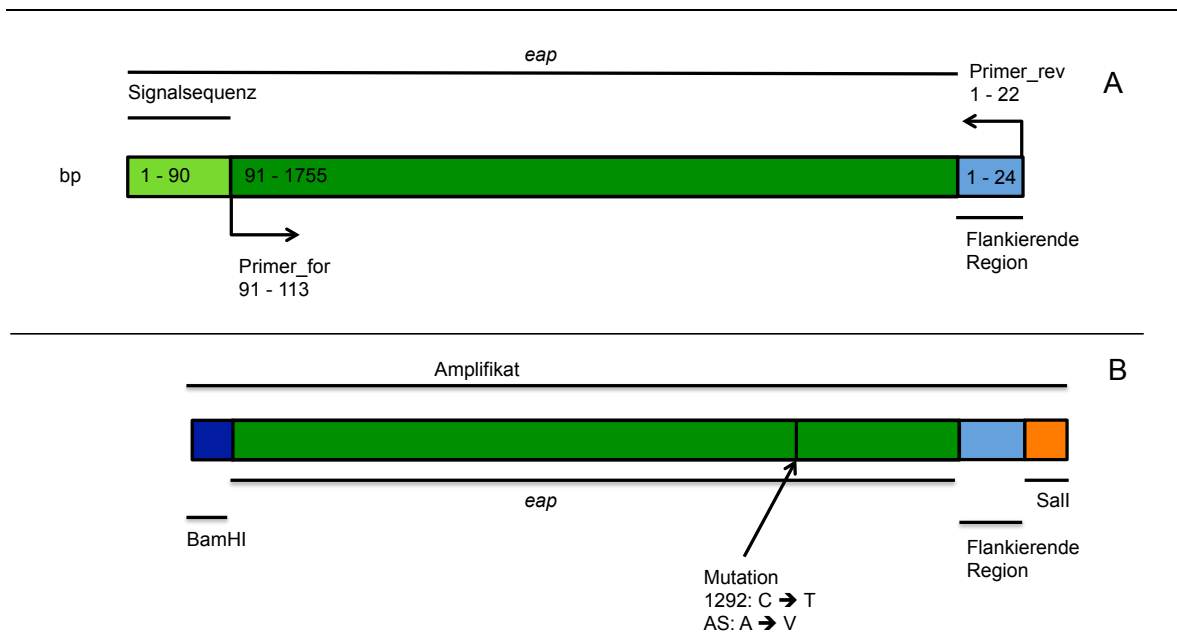 eap
Primer_rev
1 - 22
A
Signalsequenz
bp
1 - 90
91 - 1755
1 - 24
Primer_for
91 - 113
Flankierende
Region
Amplifikat
B
eap
SalI
BamHI
Flankierende
Region
Mutation
1292: C ➔ T
AS: A ➔ V